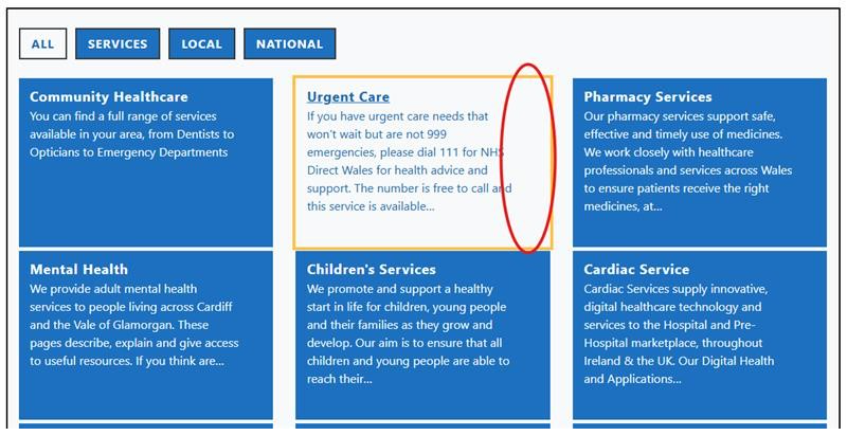 ALL SERVICES LOCAL NATIONAL
Community Healthcare
You can find a full range of services
available in your area, from Dentists to
Opticians to Emergency Departments
Urgent Care
If you have urgent care needs that
won't wait but are not 999
emergencies, please dial 111 for NHS
Direct Wales for health advice and
support. The number is free to call and
this service is available...
Pharmacy Services
Our pharmacy services support safe,
effective and timely use of medicines.
We work closely with healthcare
professionals and services across Wales
to ensure patients receive the right
medicines, at...
Mental Health
We provide adult mental health
services to people living across Cardiff
and the Vale of Glamorgan. These
pages describe, explain and give access
to useful resources. If you think are...
Children's Services
We promote and support a healthy
start in life for children, young people
and their families as they grow and
develop. Our aim is to ensure that all
children and young people are able to
reach their...
Cardiac Service
Cardiac Services supply innovative,
digital healthcare technology and
services to the Hospital and Pre-
Hospital marketplace, throughout
Ireland & the UK. Our Digital Health
and Applications...